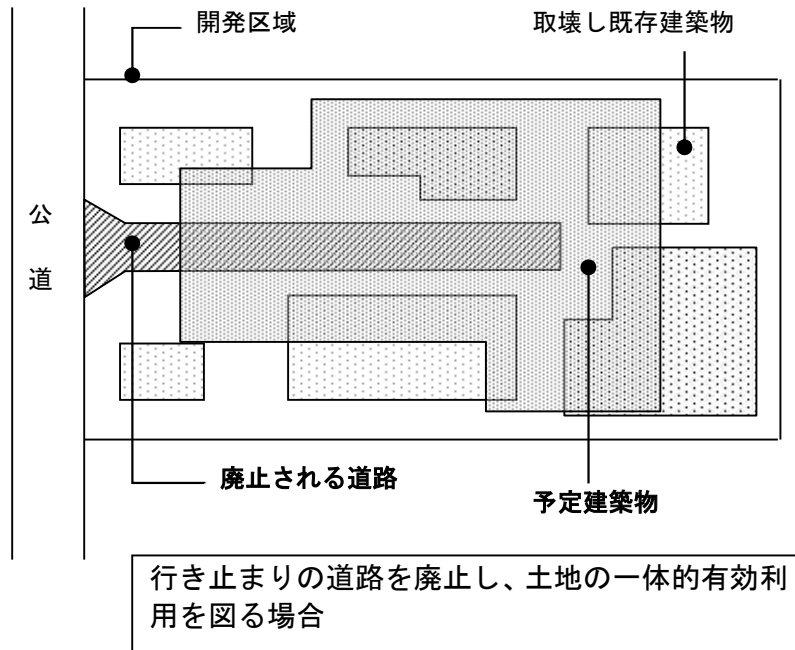 開発区域
取壊し既存建築物
公
道
廃止される道路
予定建築物
行き止まりの道路を廃止し、土地の一体的有効利
用を図る場合